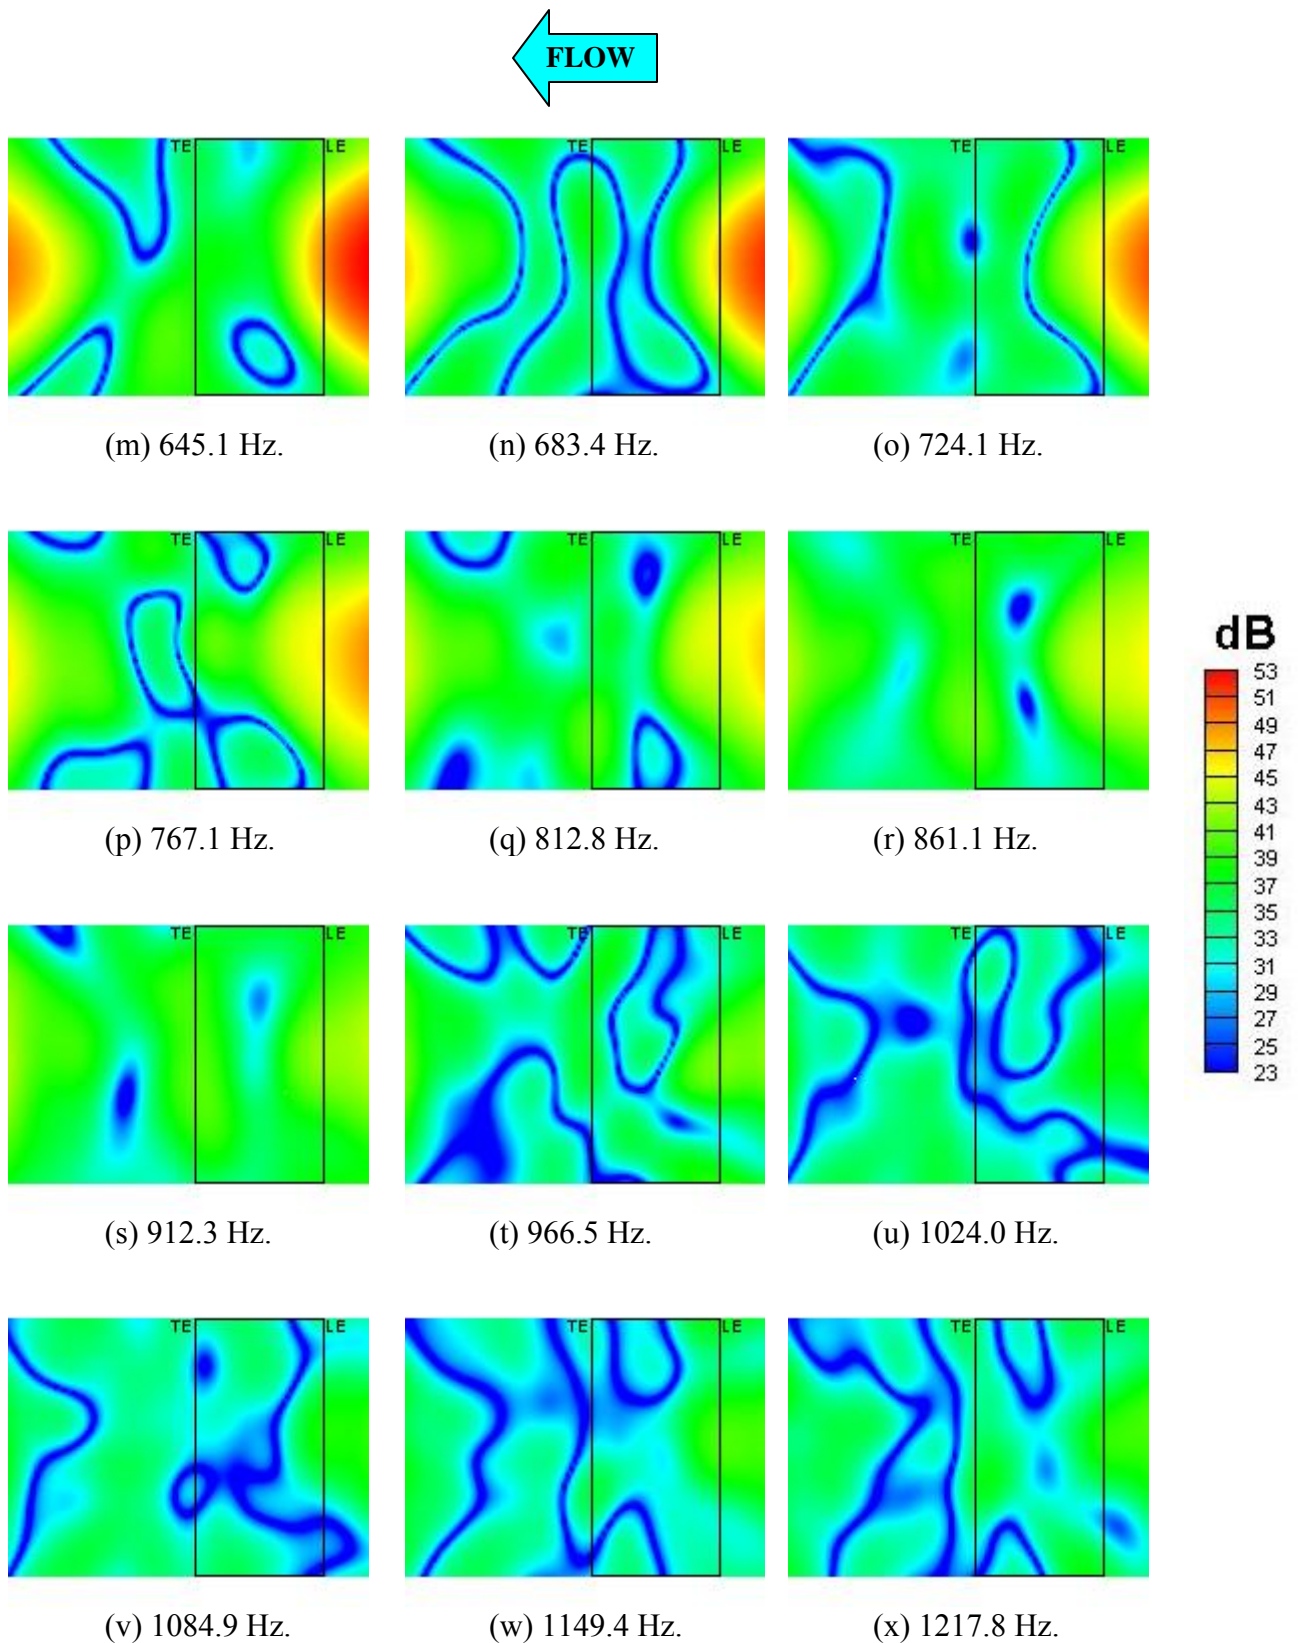 FLOW
TE LE TE LE TE LE
(m) 645.1 Hz. (n) 683.4 Hz. (o) 724.1 Hz.
TE LE TE LE TE LE
(p) 767.1 Hz. (q) 812.8 Hz. (r) 861.1 Hz.
dB
53
51
49
47
45
43
41
39
37
35
33
31
29
27
25
23
TE LE TE LE TE LE
(s) 912.3 Hz. (t) 966.5 Hz. (u) 1024.0 Hz.
TE LE TE LE TE LE
(v) 1084.9 Hz. (w) 1149.4 Hz. (x) 1217.8 Hz.